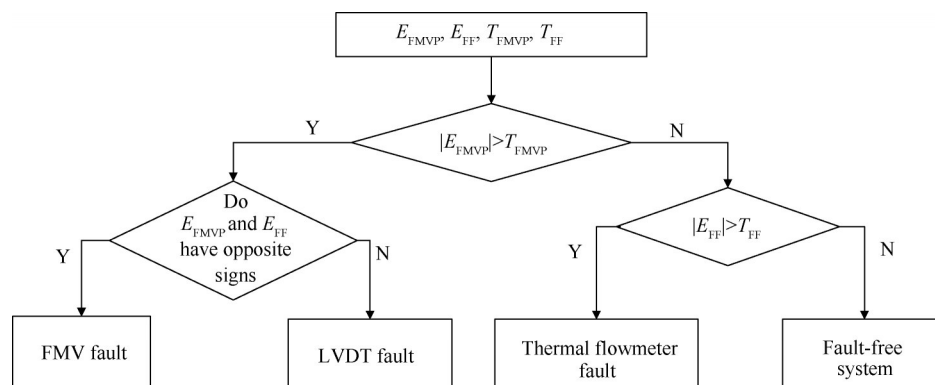 E_FMVP, E_FF, T_FMVP, T_FF
Y
|E_FMVP|>T_FMVP
N
Do
E_FMVP and E_FF
have opposite
signs
Y
N
|E_FF|>T_FF
Y
N
FMV fault
LVDT fault
Thermal flowmeter
fault
Fault-free
system